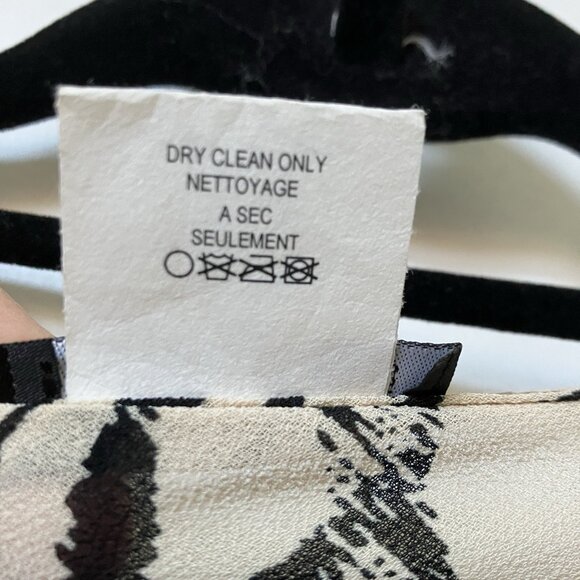 DRY CLEAN ONLY
NETTOYAGE
A SEC
SEULEMENT